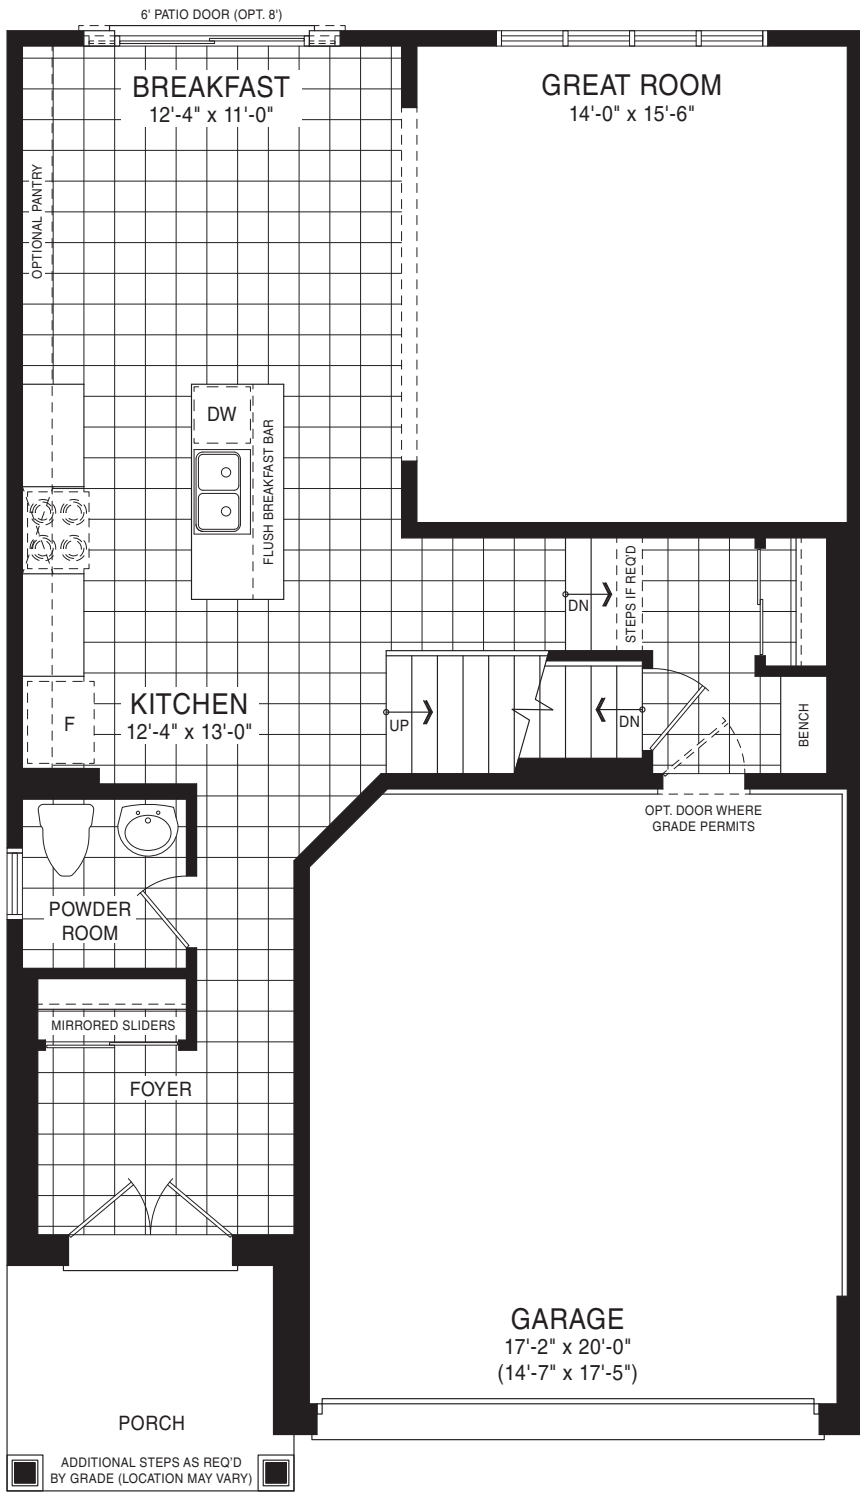 6' PATIO DOOR (OPT. 8')
BREAKFAST
12'-4" x 11'-0"
GREAT ROOM
14'-0" x 15'-6"
OPTIONAL PANTRY
DW
FLUSH BREAKFAST BAR
DN
STEPS IF REQ'D
KITCHEN
12'-4" x 13'-0"
F
UP
DN
BENCH
OPT. DOOR WHERE
GRADE PERMITS
POWDER
ROOM
MIRRORED SLIDERS
FOYER
GARAGE
17'-2" x 20'-0"
(14'-7" x 17'-5")
PORCH
ADDITIONAL STEPS AS REQ'D
BY GRADE (LOCATION MAY VARY)